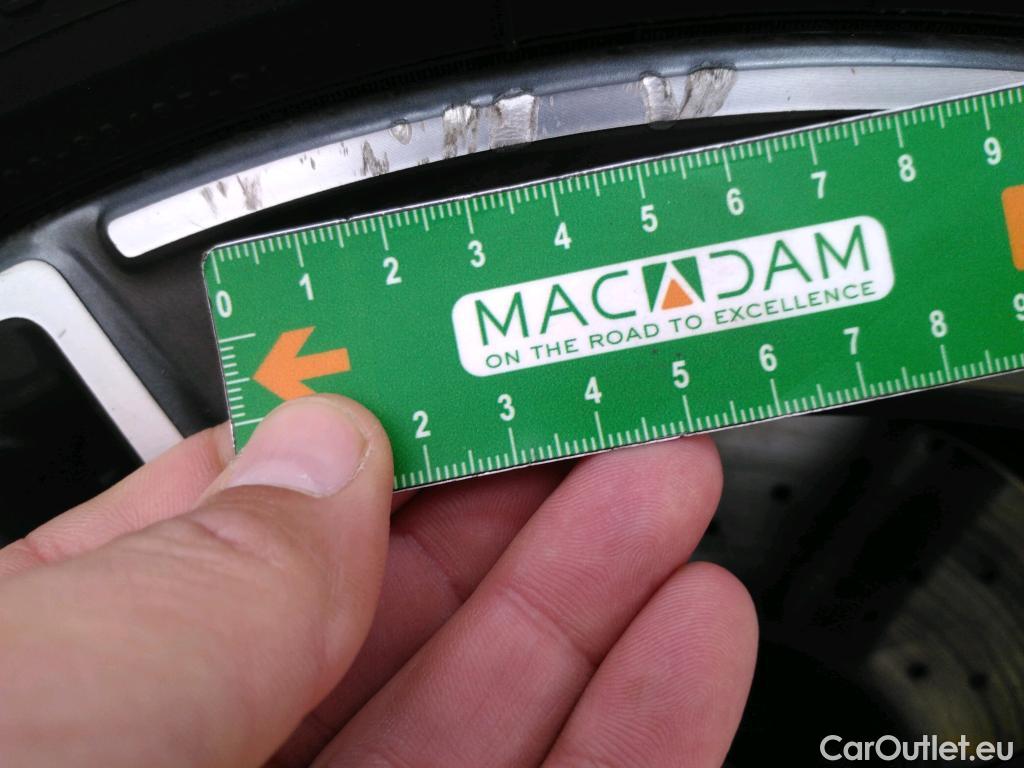 0 1 2 3 4 5 6 7 8 9
MACADAM
ON THE ROAD TO EXCELLENCE
2 3 4 5 6 7 8 9
CarOutlet.eu